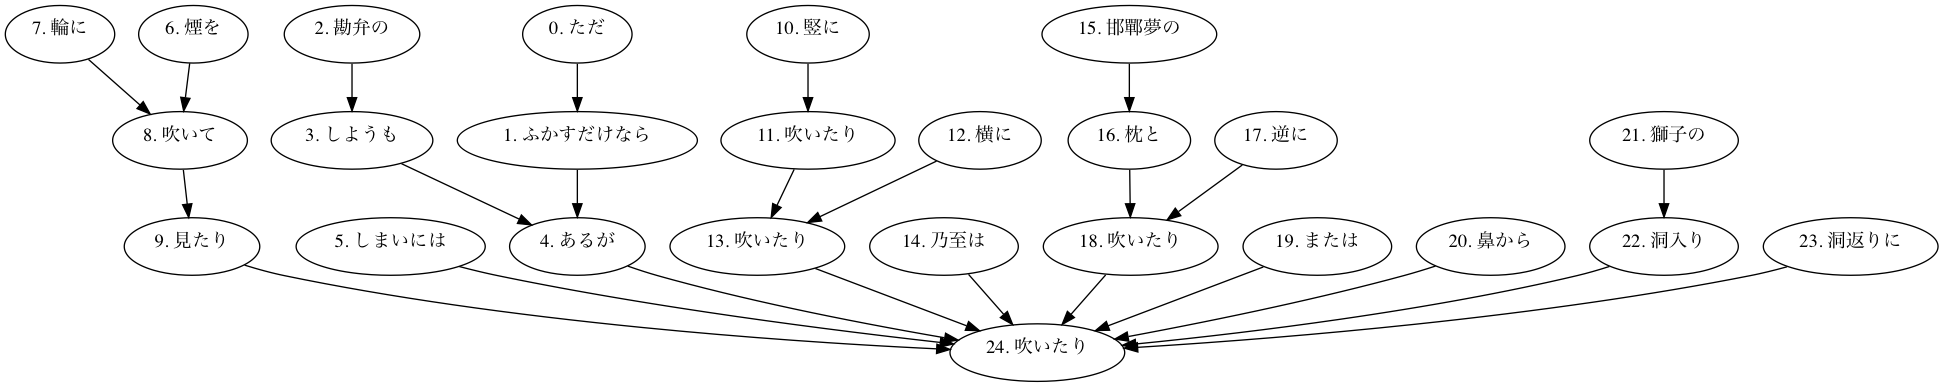 7. 輪に 6. 煙を 2. 勘弁の 0. ただ 10. 竪に 15. 邯鄲夢の
8. 吹いて 3. しようも 1. ふかすだけなら 11. 吹いたり 12. 横に 16. 枕と 17. 逆に 21. 獅子の
9. 見たり 5. しまいには 4. あるが 13. 吹いたり 14. 乃至は 18. 吹いたり 19. または 20. 鼻から 22. 洞入り 23. 洞返りに
24. 吹いたり